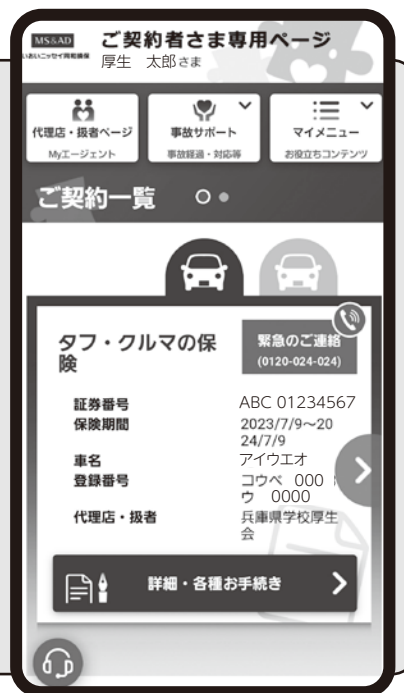 MS&AD
ご契約者さま専用ページ
あいおいニッセイ同和損保
厚生 太郎さま
代理店・扱者ページ
Myエージェント
事故サポート
事故経過・対応等
マイメニュー
お役立ちコンテンツ
ご契約一覧
タフ・クルマの保
険
緊急のご連絡
(0120-024-024)
証券番号 ABC 01234567
保険期間 2023/7/9～20
24/7/9
車名 アイウエオ
登録番号 コウベ 000
ウ 0000
代理店・扱者 兵庫県学校厚生
会
詳細・各種お手続き